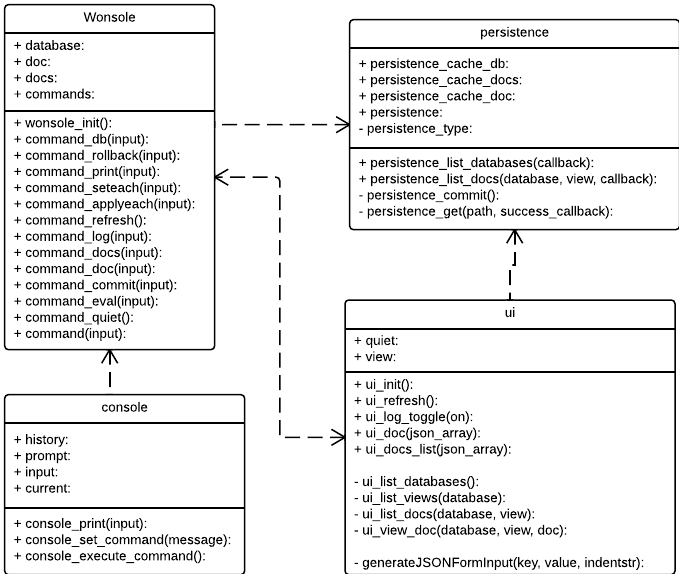 Wonsole
+ database:
+ doc:
+ docs:
+ commands:
+ wonsole_init():
+ command_db(input):
+ command_rollback(input):
+ command_print(input):
+ command_seteach(input):
+ command_applyeach(input):
+ command_refresh():
+ command_log(input):
+ command_docs(input):
+ command_doc(input):
+ command_commit(input):
+ command_eval(input):
+ command_quiet():
+ command(input):
persistence
+ persistence_cache_db:
+ persistence_cache_docs:
+ persistence_cache_doc:
+ persistence:
- persistence_type:
+ persistence_list_databases(callback):
+ persistence_list_docs(database, view, callback):
- persistence_commit():
- persistence_get(path, success_callback):
console
+ history:
+ prompt:
+ input:
+ current:
+ console_print(input):
+ console_set_command(message):
+ console_execute_command():
ui
+ quiet:
+ view:
+ ui_init():
+ ui_refresh():
+ ui_log_toggle(on):
+ ui_doc(json_array):
+ ui_docs_list(json_array):
- ui_list_databases():
- ui_list_views(database):
- ui_list_docs(database, view):
- ui_view_doc(database, view, doc):
- generateJSONFormInput(key, value, indentstr):